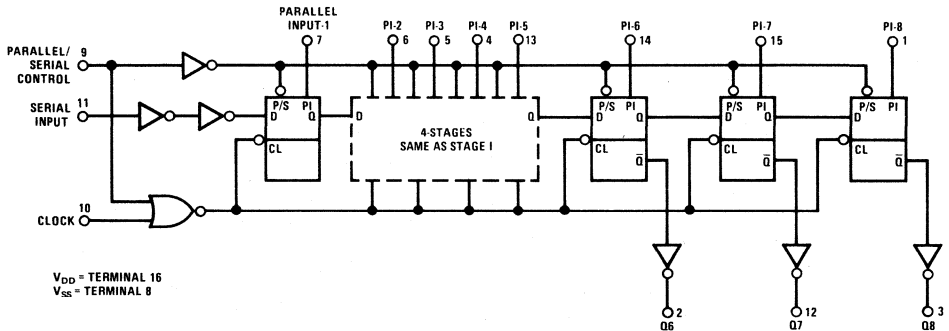 PARALLEL
INPUT-1
7
PI-2
6
PI-3
5
PI-4
4
PI-5
13
PI-6
14
PI-7
15
PI-8
1
PARALLEL/
SERIAL
CONTROL
9
SERIAL
INPUT
11
P/S PI
D Q
CL
D Q
4-STAGES
SAME AS STAGE I
P/S PI
D Q
CL Q̅
P/S PI
D Q
CL Q̅
P/S PI
D
CL Q̅
CLOCK
10
VDD = TERMINAL 16
VSS = TERMINAL 8
2
Q6
12
Q7
3
Q8